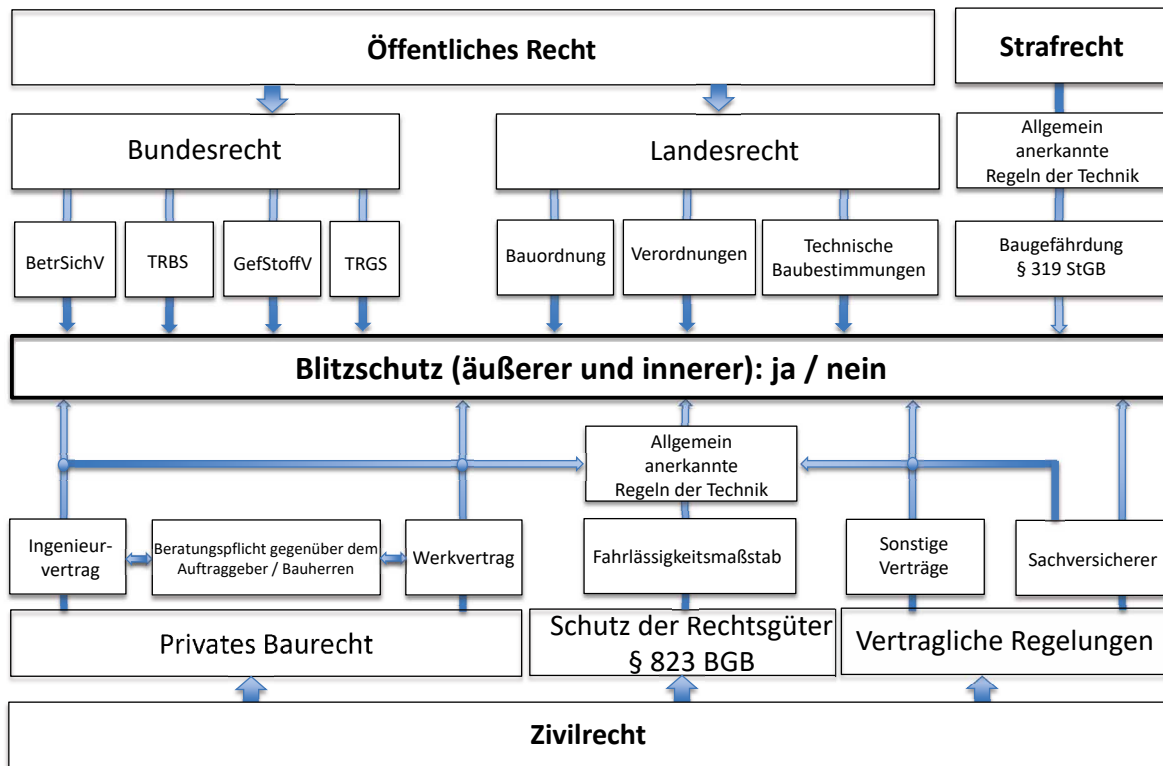 Öffentliches Recht
Strafrecht
Bundesrecht
Landesrecht
Allgemein
anerkannte
Regeln der Technik
BetrSichV
TRBS
GefStoffV
TRGS
Bauordnung
Verordnungen
Technische
Baubestimmungen
Baugefährdung
§ 319 StGB
Blitzschutz (äußerer und innerer): ja / nein
Allgemein
anerkannte
Regeln der Technik
Ingenieur-
vertrag
Beratungspflicht gegenüber dem
Auftraggeber / Bauherren
Werkvertrag
Fahrlässigkeitsmaßstab
Sonstige
Verträge
Sachversicherer
Privates Baurecht
Schutz der Rechtsgüter
§ 823 BGB
Vertragliche Regelungen
Zivilrecht